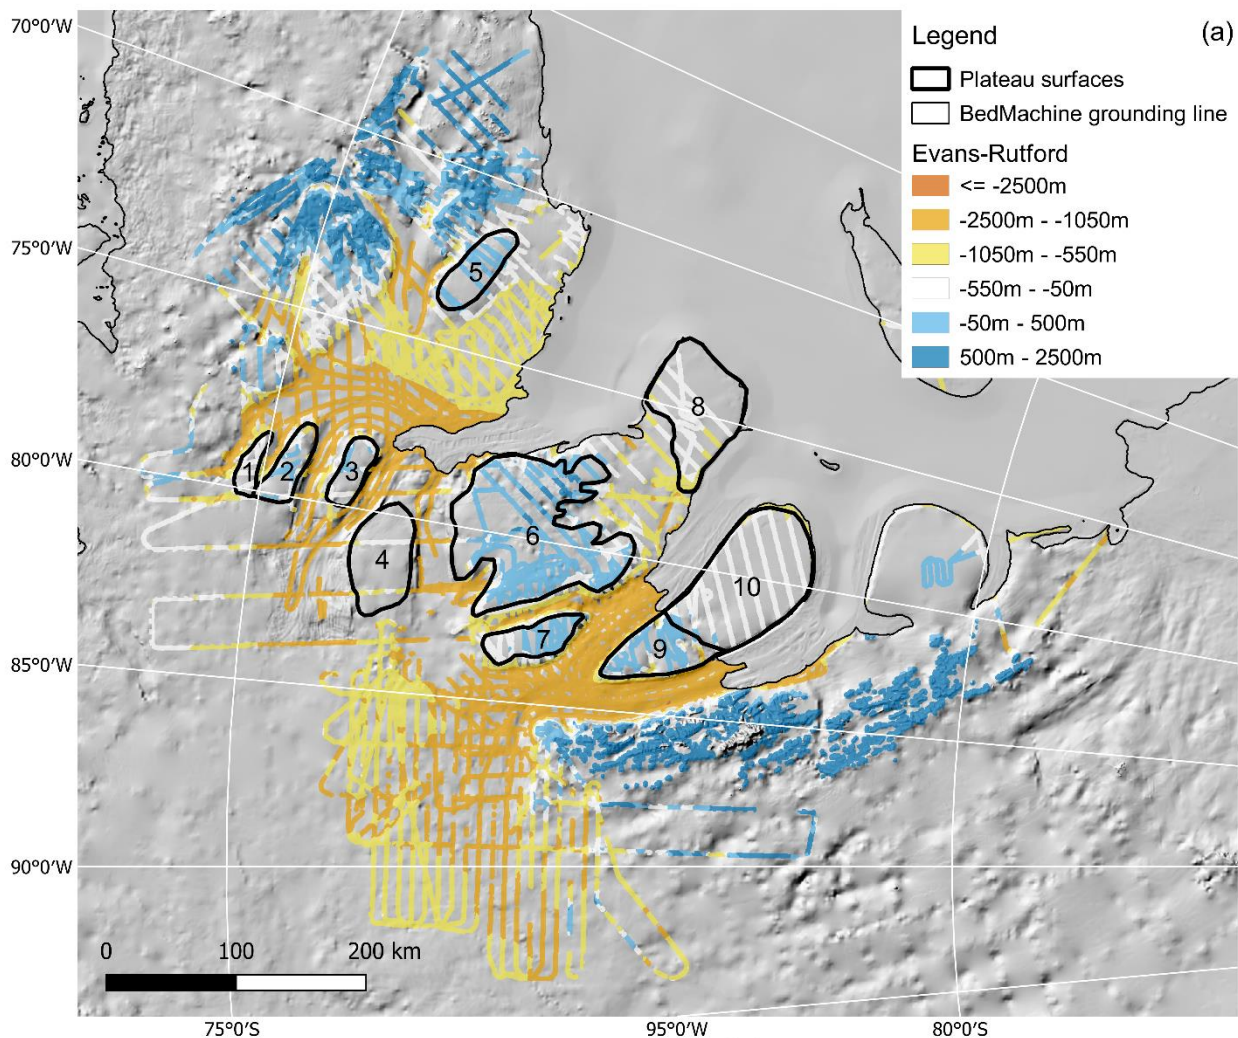 70°0'W
75°0'W
80°0'W
85°0'W
90°0'W
(a)
Legend
Plateau surfaces
BedMachine grounding line
Evans-Rutford
<= -2500m
-2500m - -1050m
-1050m - -550m
-550m - -50m
-50m - 500m
500m - 2500m
5
8
1
2
3
6
4
10
7
9
0 100 200 km
75°0'S 95°0'W 80°0'S